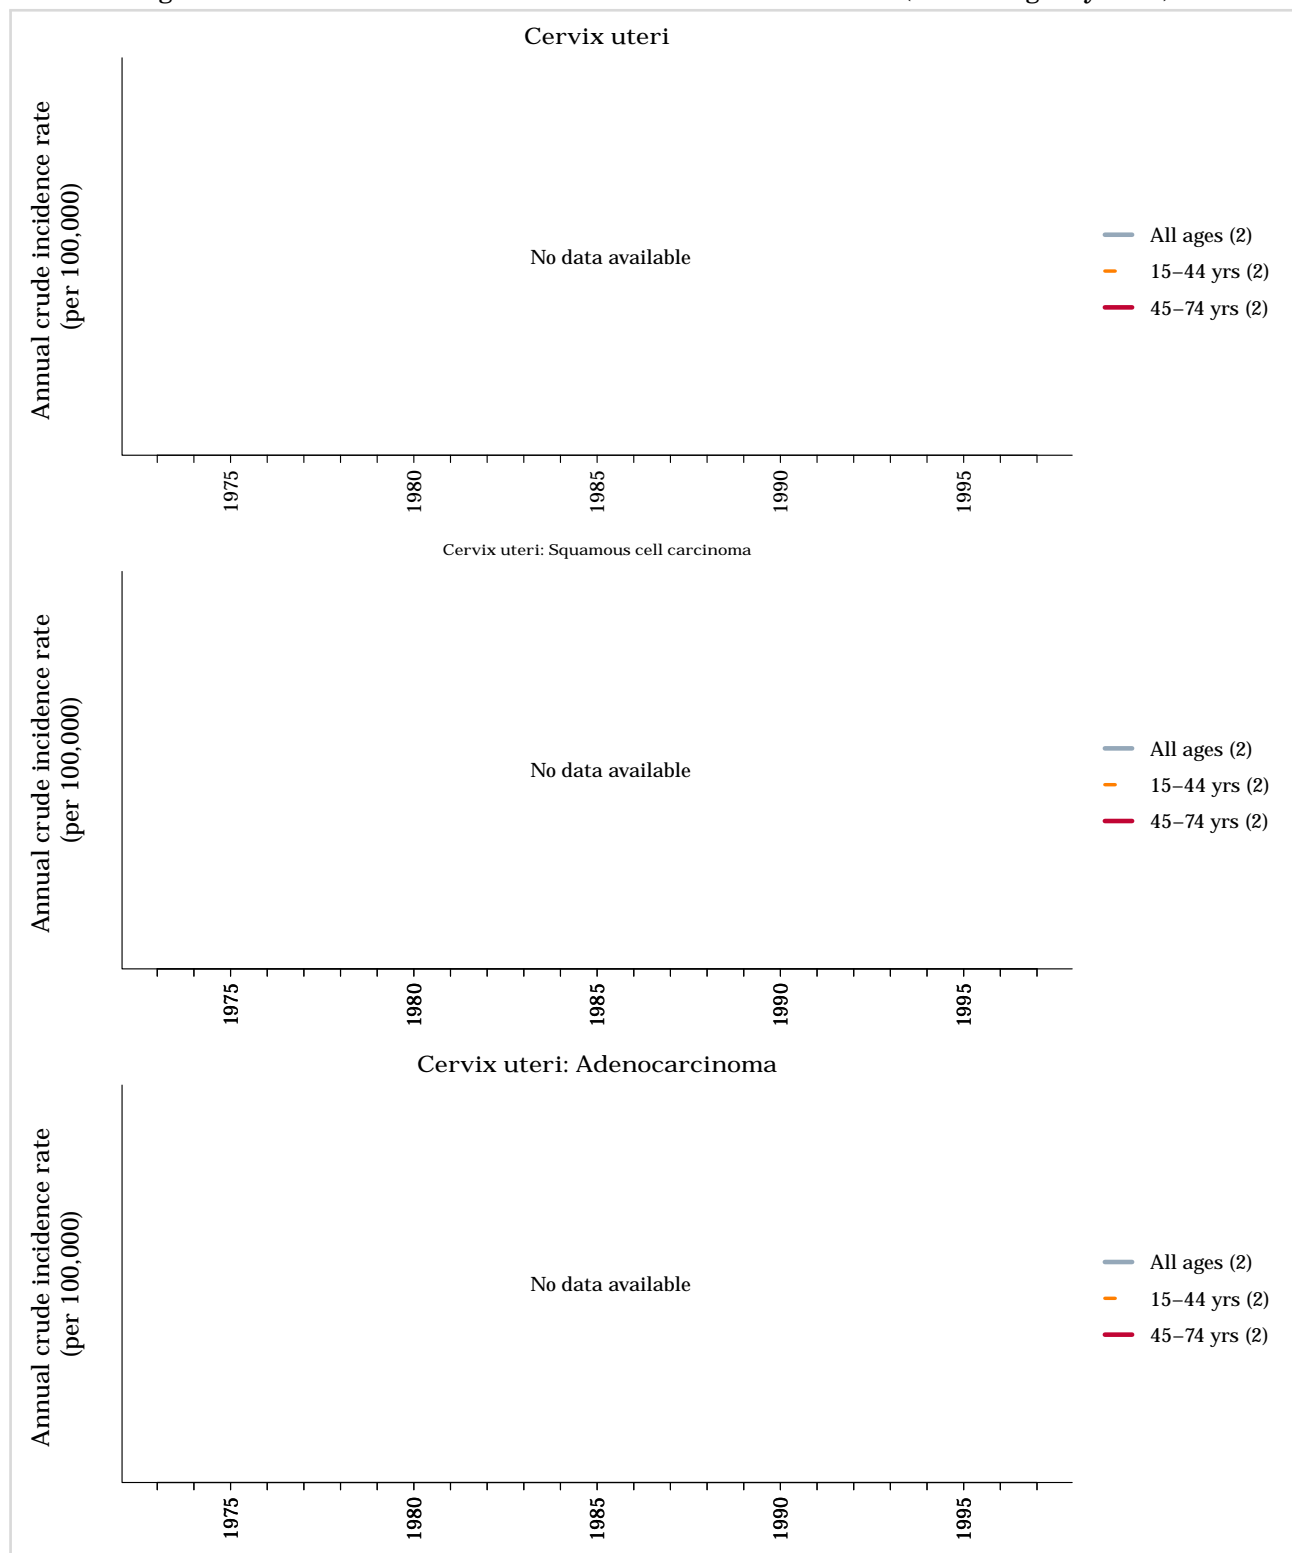 Cervix uteri
Annual crude incidence rate
(per 100,000)
No data available
All ages (2)
15–44 yrs (2)
45–74 yrs (2)
1975
1980
1985
1990
1995
Cervix uteri: Squamous cell carcinoma
Annual crude incidence rate
(per 100,000)
No data available
All ages (2)
15–44 yrs (2)
45–74 yrs (2)
1975
1980
1985
1990
1995
Cervix uteri: Adenocarcinoma
Annual crude incidence rate
(per 100,000)
No data available
All ages (2)
15–44 yrs (2)
45–74 yrs (2)
1975
1980
1985
1990
1995